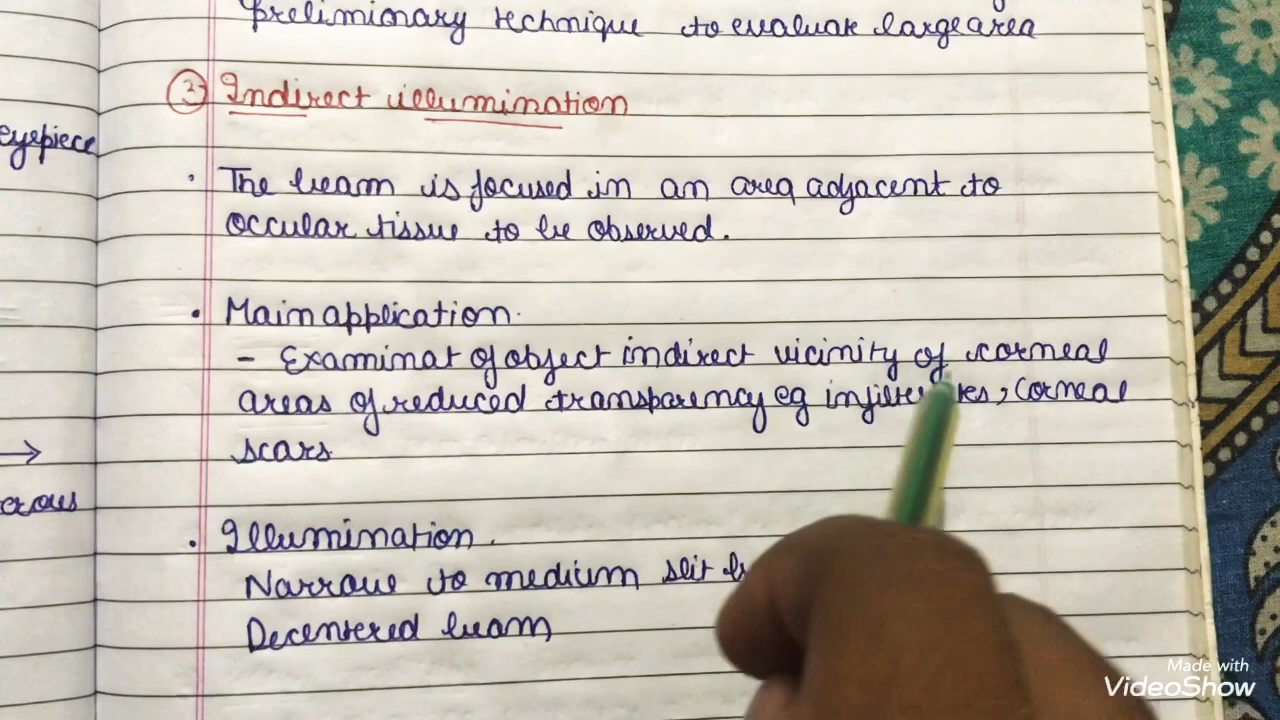 preliminary technique to evaluate large area
③ Indirect illumination
eyepiece
· The beam is focused in an area adjacent to
occular tissue to be observed.
· Main application.
- Examinat of object indirect vicinity of corneal
areas of reduced transparency eg , corneal
scars
→
· Illumination.
Narrow to medium slit
Decentered beam
Made with
VideoShow